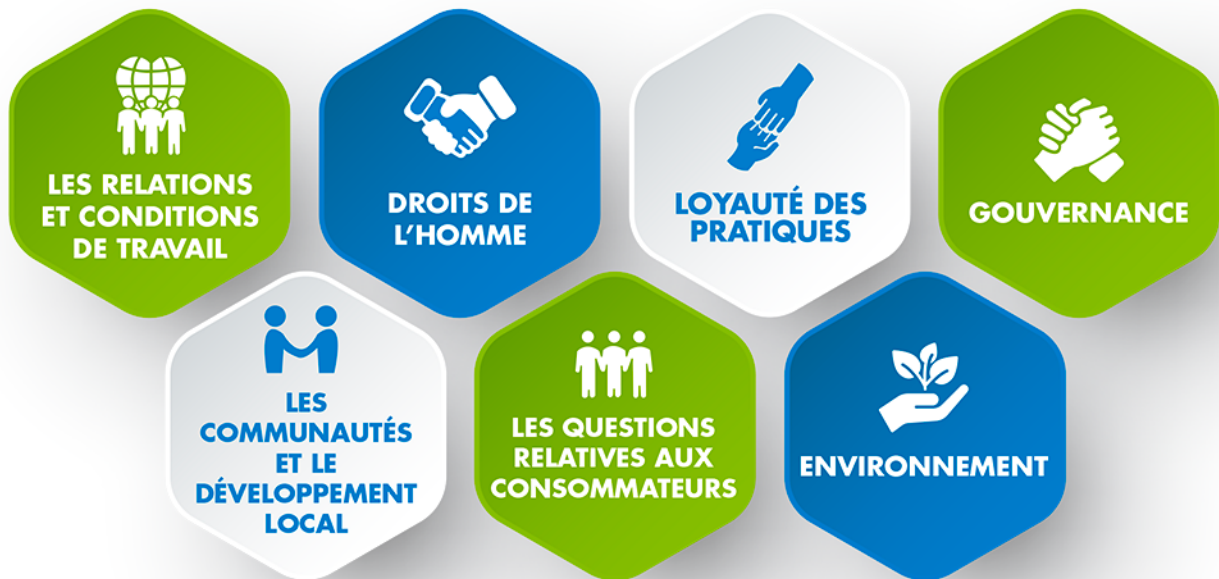 LES RELATIONS
ET CONDITIONS
DE TRAVAIL
DROITS DE
L'HOMME
LOYAUTÉ DES
PRATIQUES
GOUVERNANCE
LES
COMMUNAUTÉS
ET LE
DÉVELOPPEMENT
LOCAL
LES QUESTIONS
RELATIVES AUX
CONSOMMATEURS
ENVIRONNEMENT